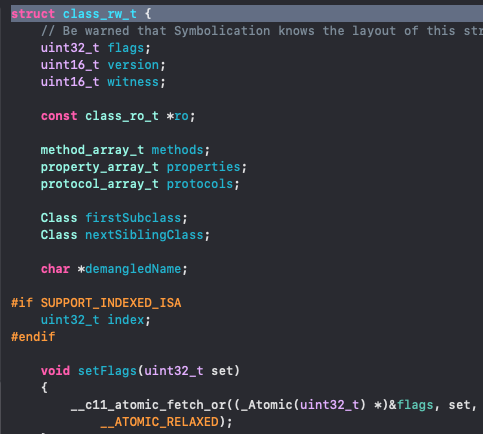 struct class_rw_t {
    // Be warned that Symbolication knows the layout of this str
    uint32_t flags;
    uint16_t version;
    uint16_t witness;

    const class_ro_t *ro;

    method_array_t methods;
    property_array_t properties;
    protocol_array_t protocols;

    Class firstSubclass;
    Class nextSiblingClass;

    char *demangledName;

#if SUPPORT_INDEXED_ISA
    uint32_t index;
#endif

    void setFlags(uint32_t set)
    {
        __c11_atomic_fetch_or((_Atomic(uint32_t) *)&flags, set,
            __ATOMIC_RELAXED);